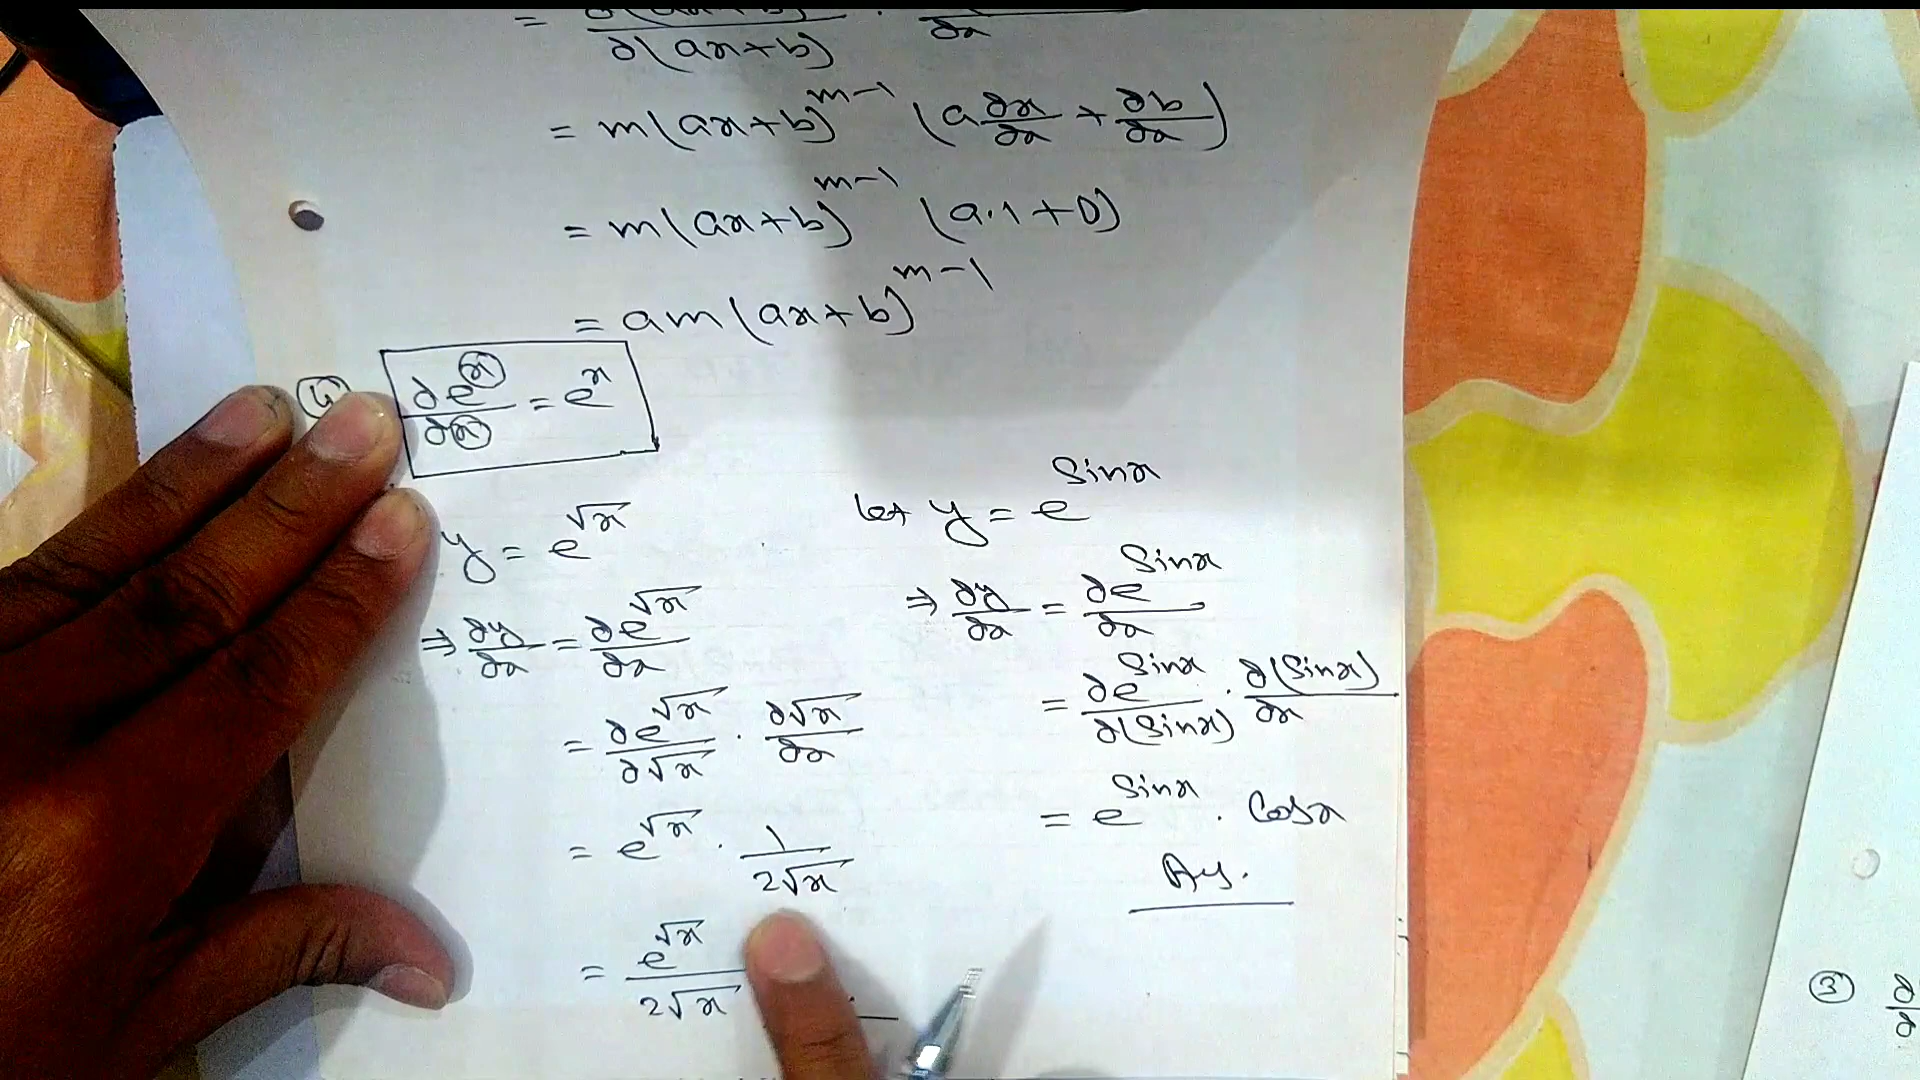 = ∂(ax+b) / ∂(ax+b) · / ∂x
= m(ax+b)^{m-1} (a ∂x/∂x + ∂b/∂x)
= m(ax+b)^{m-1} (a.1+0)
= am(ax+b)^{m-1}
∂e^x/∂x = e^x
y = e^√x
⇒ ∂y/∂x = ∂e^√x/∂x
= ∂e^√x/∂√x · ∂√x/∂x
= e^√x · 1/2√x
= e^√x/2√x
let y = e^{Sinx}
⇒ ∂y/∂x = ∂e^{Sinx}/∂x
= ∂e^{Sinx}/∂(Sinx) · ∂(Sinx)/∂x
= e^{Sinx} . Cosx
Ans.
③